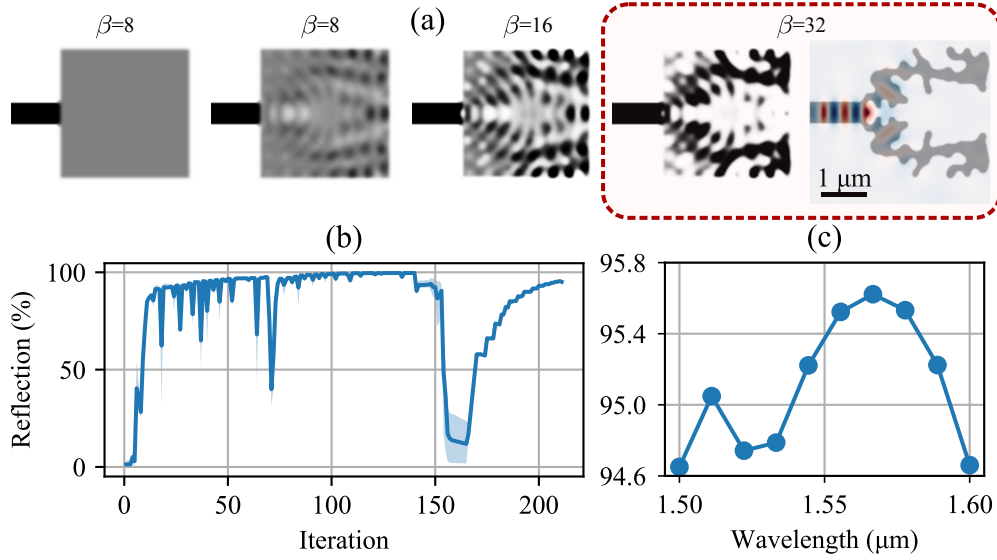 (a)
β=8
β=8
β=16
β=32
1 μm
(b)
Reflection (%)
100
50
0
0
50
100
150
200
Iteration
(c)
95.8
95.4
95.0
94.6
1.50
1.55
1.60
Wavelength (μm)